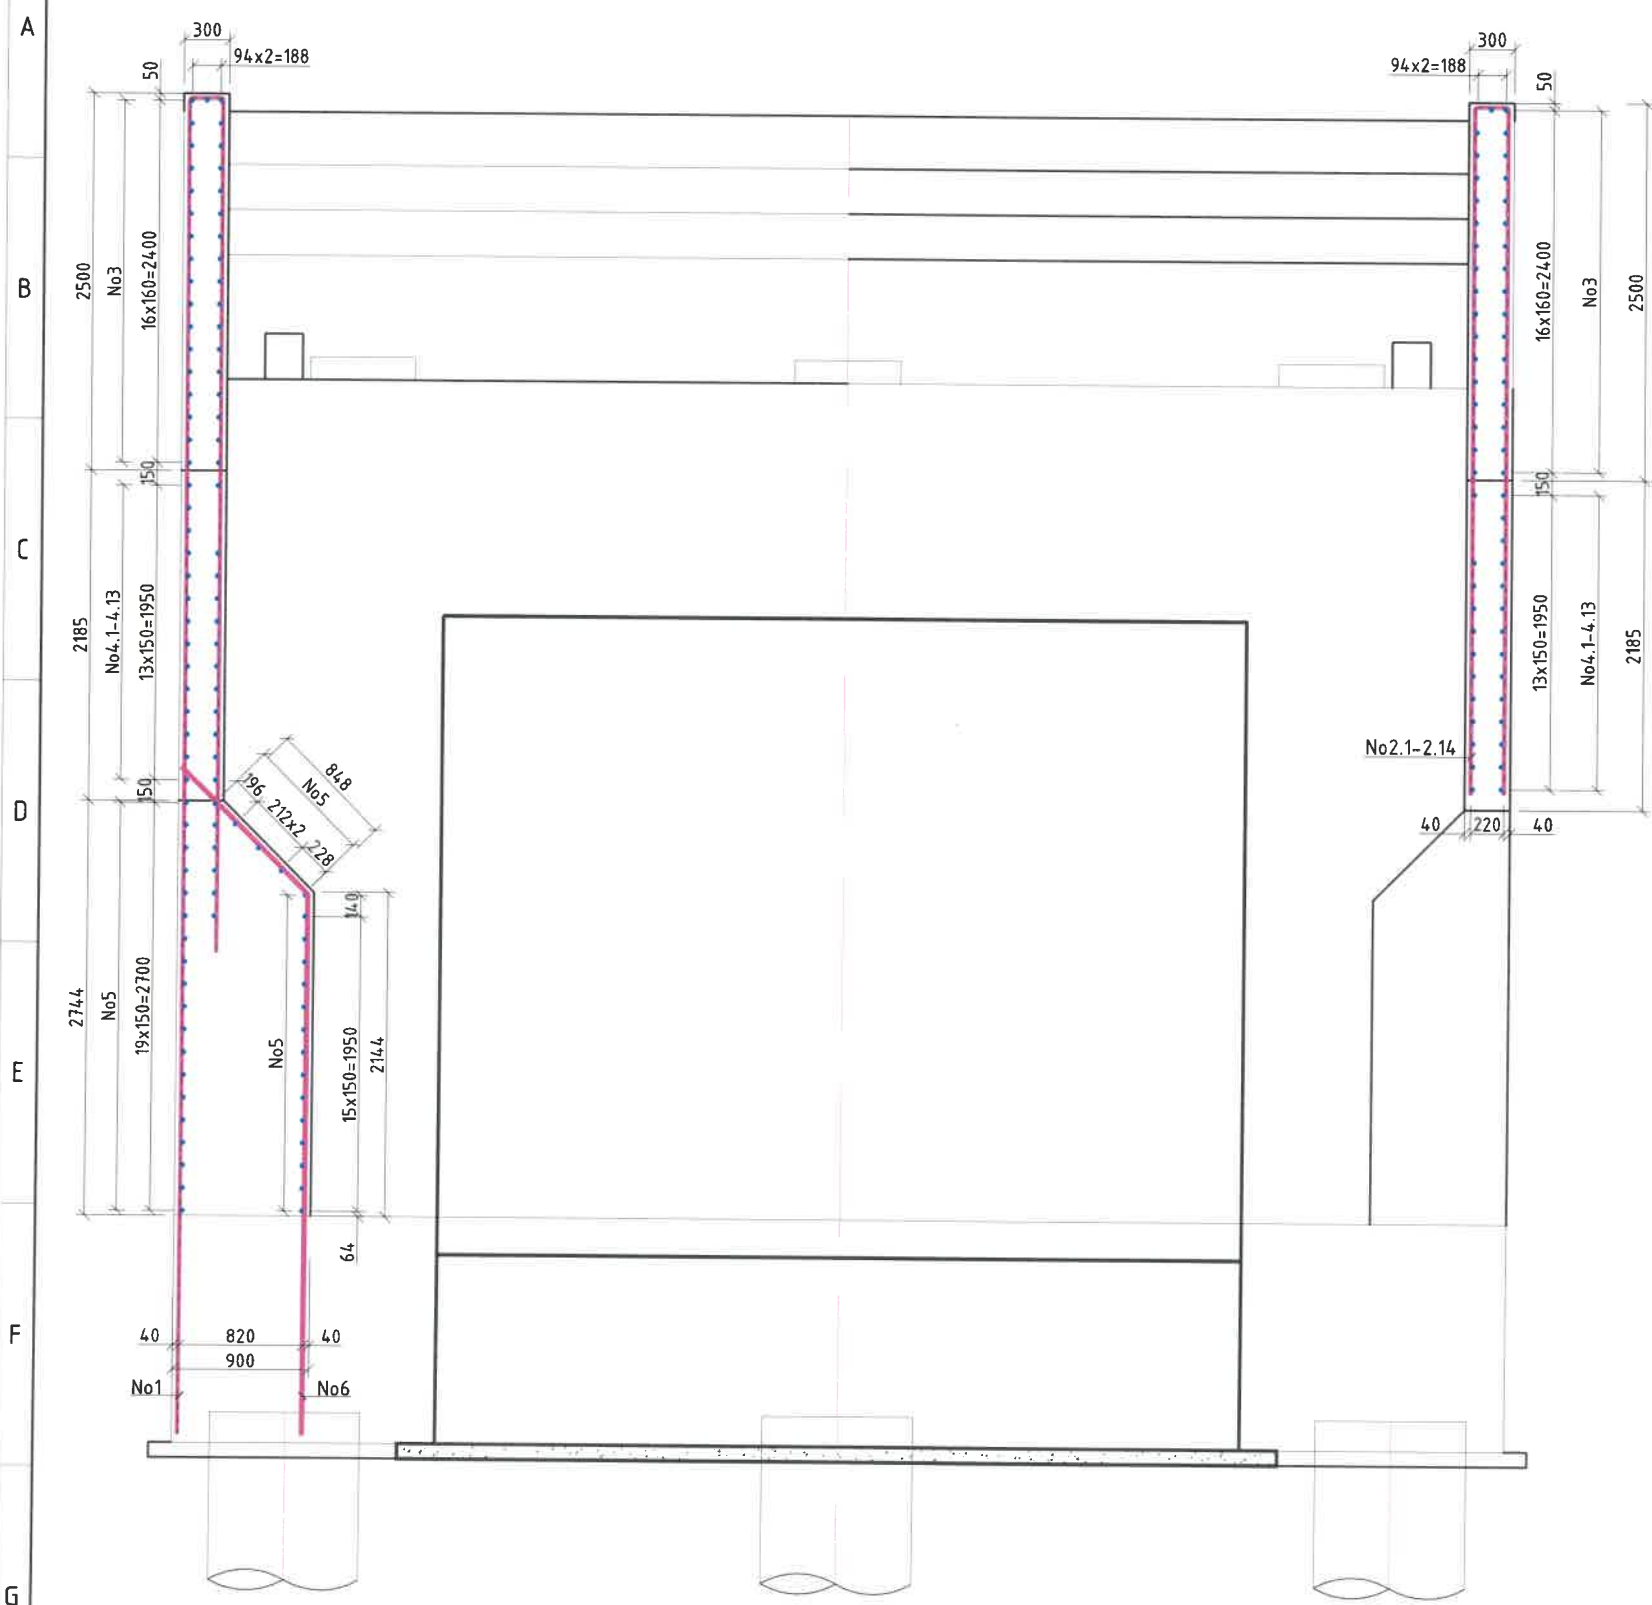 A
300
94x2=188
50
300
94x2=188
50
B
2500
No3
16x160=2400
16x160=2400
No3
2500
150
150
C
2185
No4.1-4.13
13x150=1950
13x150=1950
No4.1-4.13
2185
No2.1-2.14
D
150
196
No5
848
212x2
228
40
220
40
140
E
2744
No5
19x150=2700
No5
15x150=1950
2144
64
F
40
820
40
900
No1
No6
G